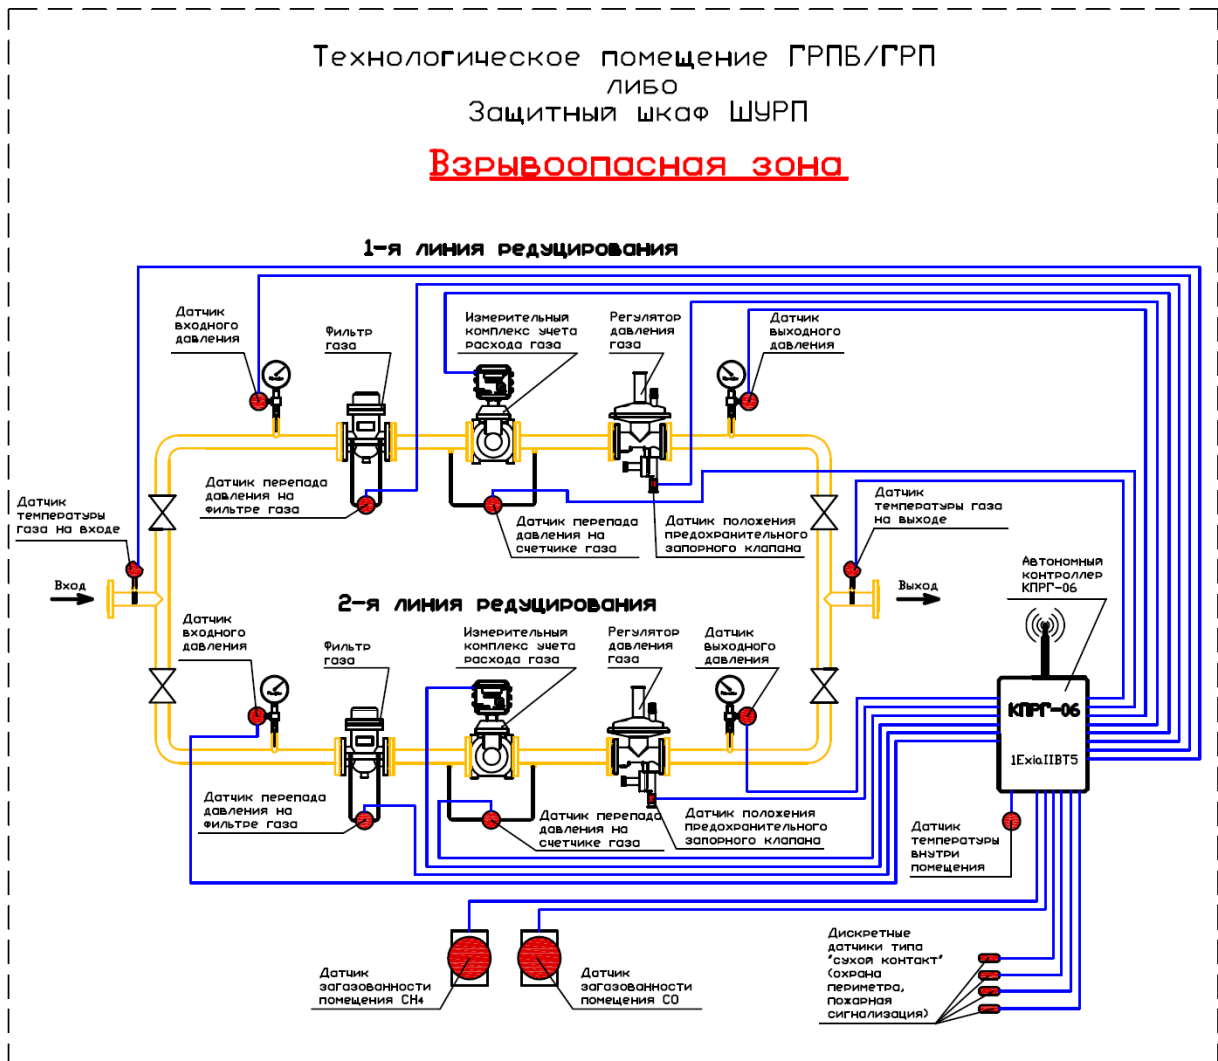 Технологическое помещение ГРПБ/ГРП
либо
Защитный шкаф ШУРП
Взрывоопасная зона
1-я линия редуцирования
Датчик
входного
давления
Фильтр
газа
Измерительный
комплекс учета
расхода газа
Регулятор
давления
газа
Датчик
выходного
давления
Датчик
температуры
газа на входе
Датчик перепада
давления на
фильтре газа
Датчик перепада
давления на
счетчике газа
Датчик положения
предохранительного
запорного клапана
Датчик
температуры газа
на выходе
Вход
Выход
Автономный
контроллер
КПРГ-06
2-я линия редуцирования
Датчик
входного
давления
Фильтр
газа
Измерительный
комплекс учета
расхода газа
Регулятор
давления
газа
Датчик
выходного
давления
КПРГ-06
1ExiaIIBT5
Датчик перепада
давления на
фильтре газа
Датчик перепада
давления на
счетчике газа
Датчик положения
предохранительного
запорного клапана
Датчик
температуры
внутри
помещения
Датчик
загазованности
помещения CH4
Датчик
загазованности
помещения CO
Дискретные
датчики типа
"сухой контакт"
(охрана
периметра,
пожарная
сигнализация)